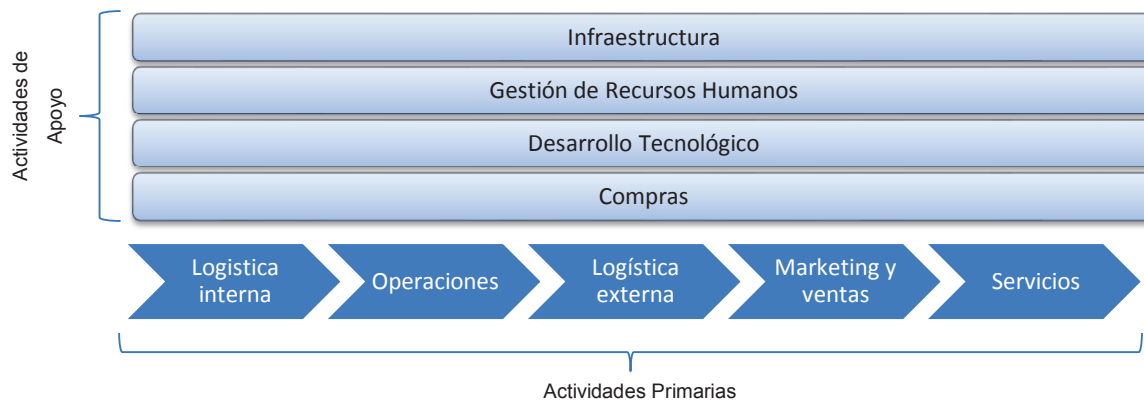 Actividades de
Apoyo
Infraestructura
Gestión de Recursos Humanos
Desarrollo Tecnológico
Compras
Logistica
interna
Operaciones
Logística
externa
Marketing y
ventas
Servicios
Actividades Primarias